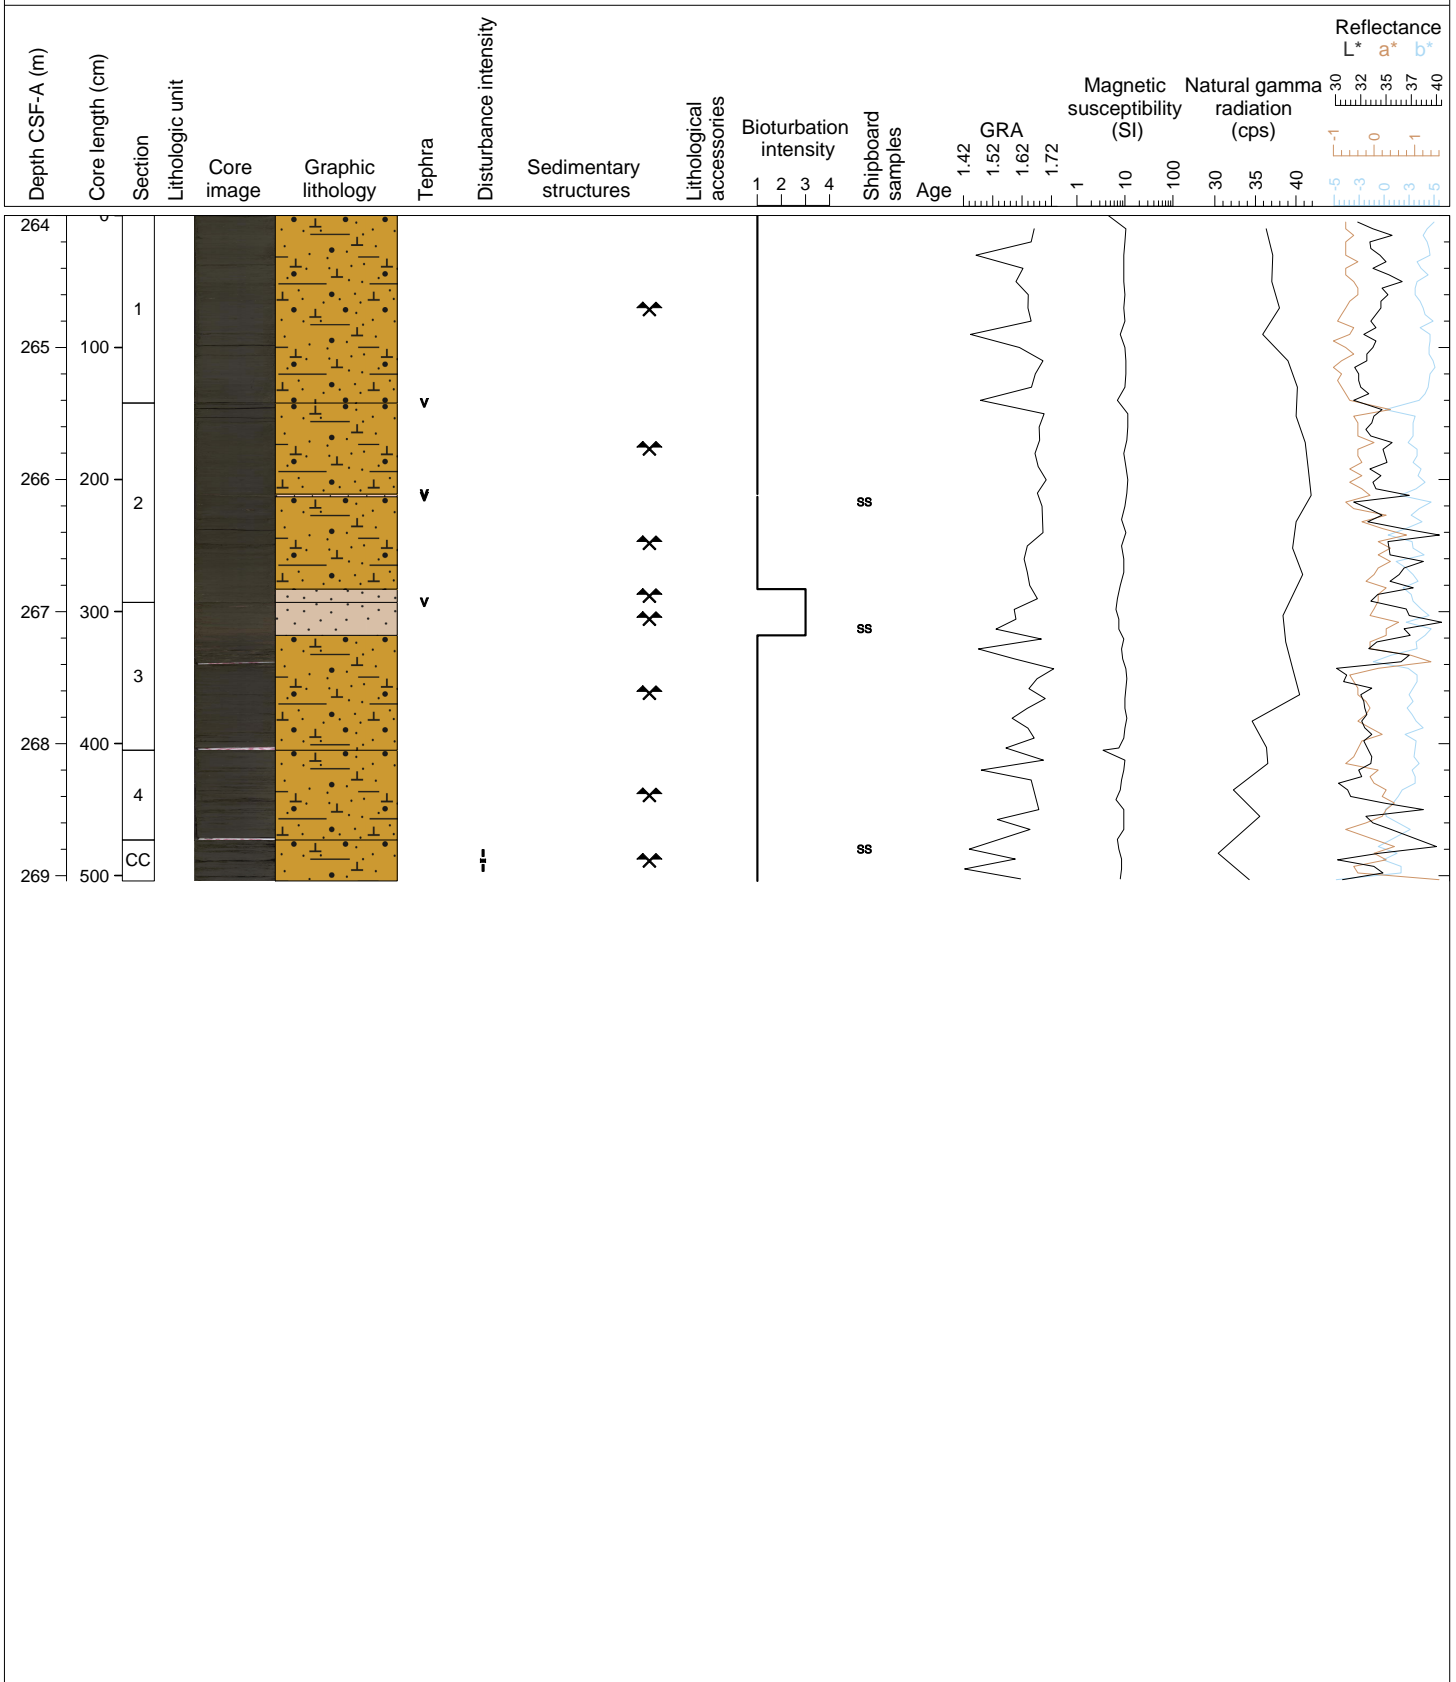 Depth CSF-A (m)
Core length (cm)
Section
Lithologic unit
Core
image
Graphic
lithology
Tephra
Disturbance intensity
Sedimentary
structures
Lithological
accessories
Bioturbation
intensity
1 2 3 4
Shipboard
samples
Age
GRA
1.42 1.52 1.62 1.72
Magnetic
susceptibility
(SI)
1 10 100
Natural gamma
radiation
(cps)
30 35 40
Reflectance
L* a* b*
30 32 35 37 40
-1 0 1
-5 -3 0 3 5
264 0
1
265 100
v
266 200
v
2 ss
v
267 300
ss
3
268 400
4
ss
CC
269 500